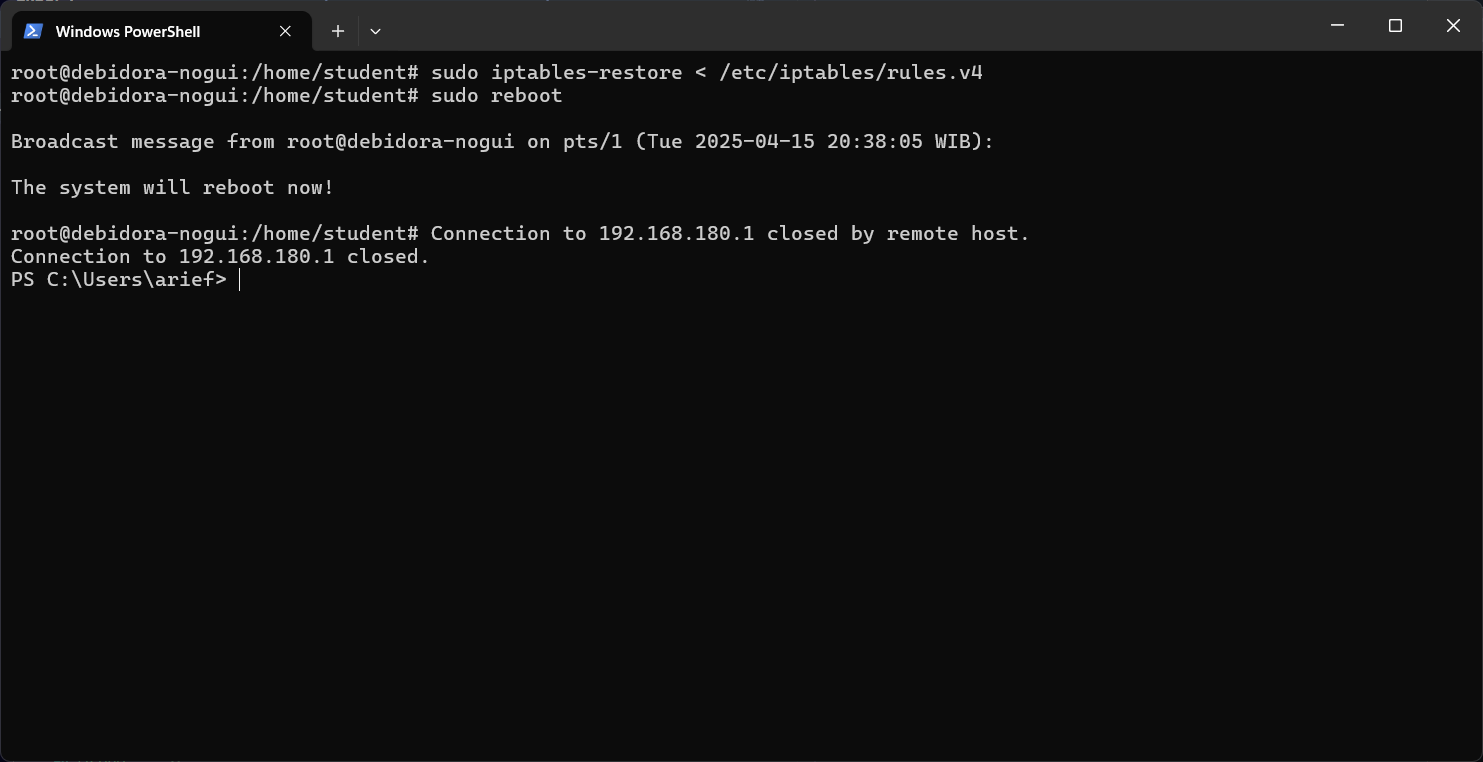 Windows PowerShell
root@debidora-nogui:/home/student# sudo iptables-restore < /etc/iptables/rules.v4
root@debidora-nogui:/home/student# sudo reboot
Broadcast message from root@debidora-nogui on pts/1 (Tue 2025-04-15 20:38:05 WIB):
The system will reboot now!
root@debidora-nogui:/home/student# Connection to 192.168.180.1 closed by remote host.
Connection to 192.168.180.1 closed.
PS C:\Users\arief>